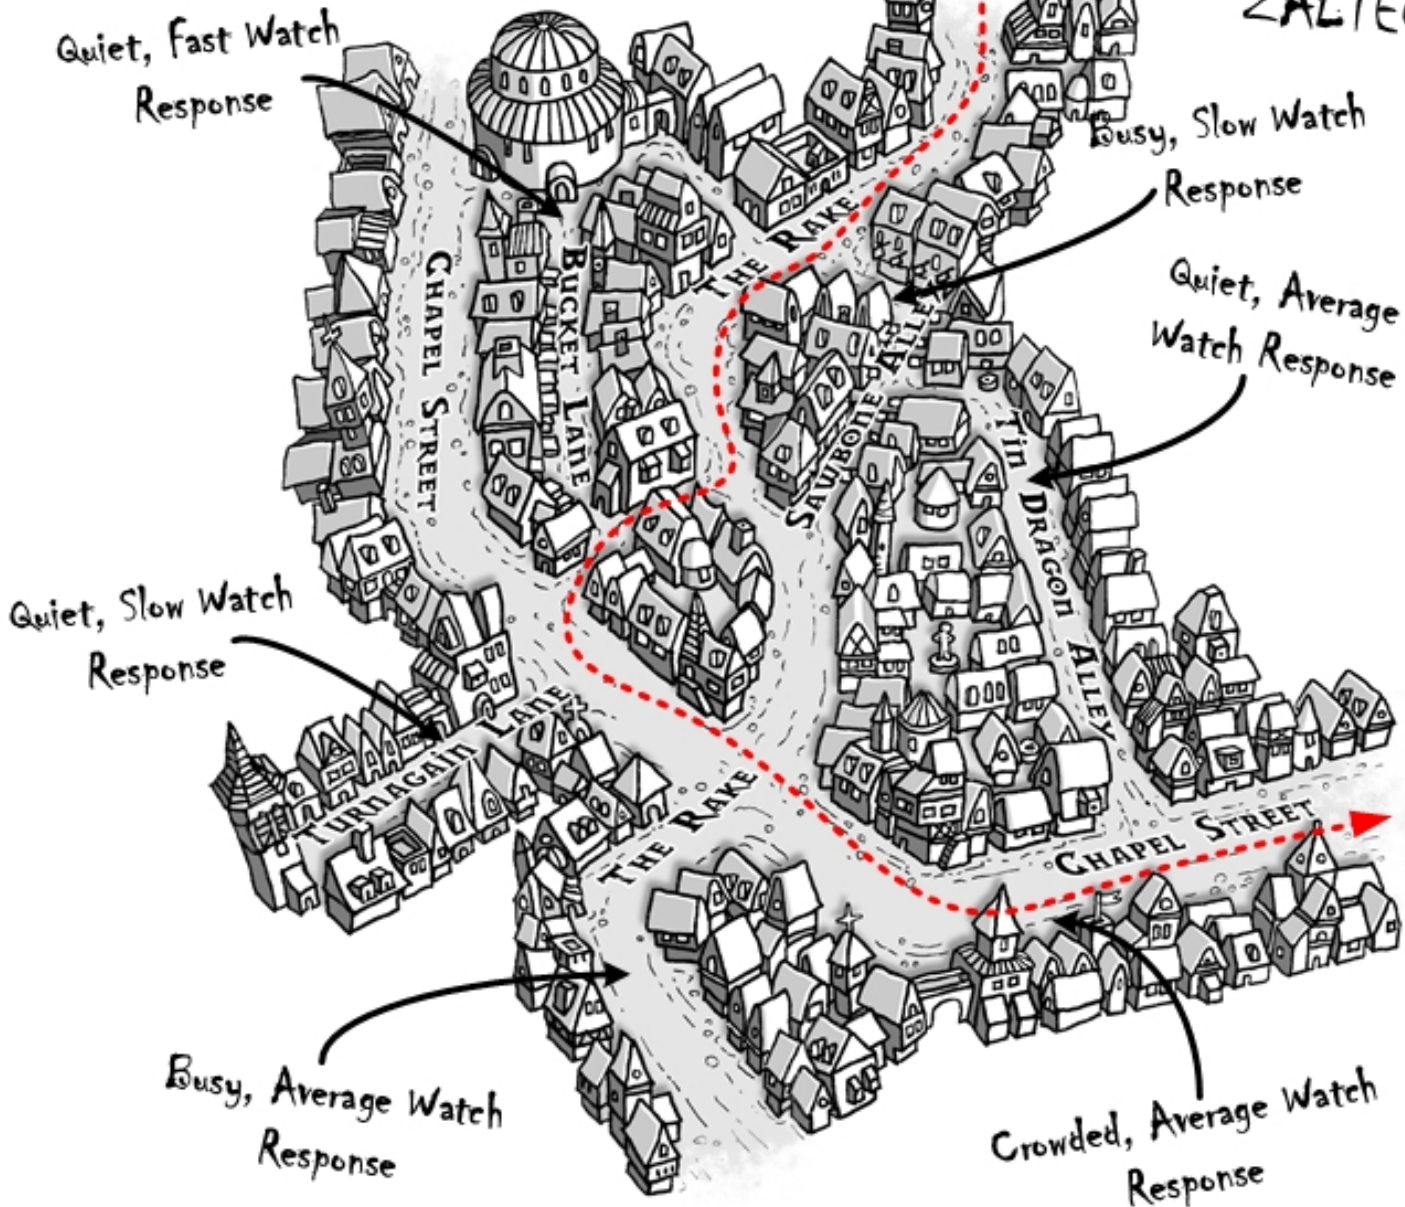 Quiet, Fast Watch
Response
Busy, Slow Watch
Response
Quiet, Average
Watch Response
THE RAKE
CHAPEL STREET
BUCKET LANE
SAWBONE ALLEY
TIN DRAGON ALLEY
Quiet, Slow Watch
Response
TURNAGAIN LANE
THE RAKE
CHAPEL STREET
Busy, Average Watch
Response
Crowded, Average Watch
Response